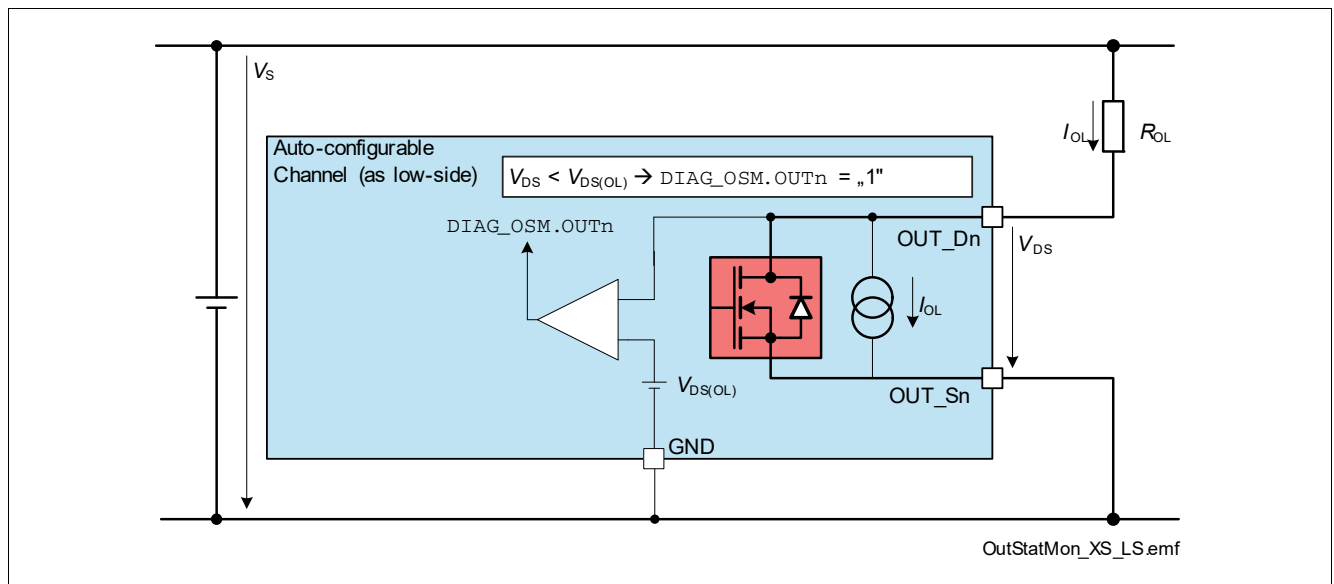 VS
Auto-configurable
Channel (as low-side)
VDS < VDS(OL) → DIAG_OSM.OUTn = „1"
IOL
ROL
DIAG_OSM.OUTn
OUT_Dn
VDS
IOL
VDS(OL)
OUT_Sn
GND
OutStatMon_XS_LS.emf